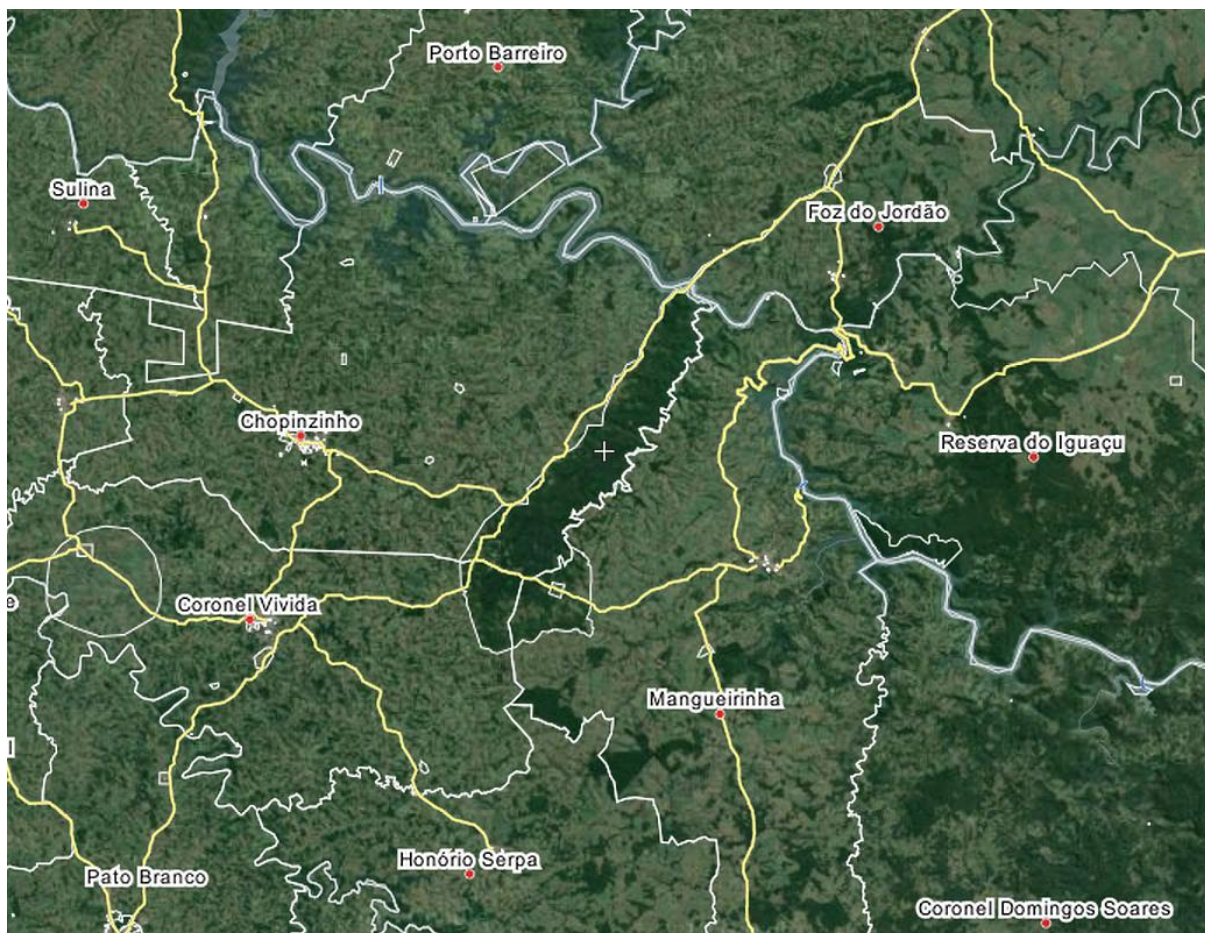 Porto Barreiro
Sulina
Foz do Jordão
Chopinzinho
Reserva do Iguaçu
e
Coronel Vivida
Mangueirinha
l
Honório Serpa
Pato Branco
Coronel Domingos Soares